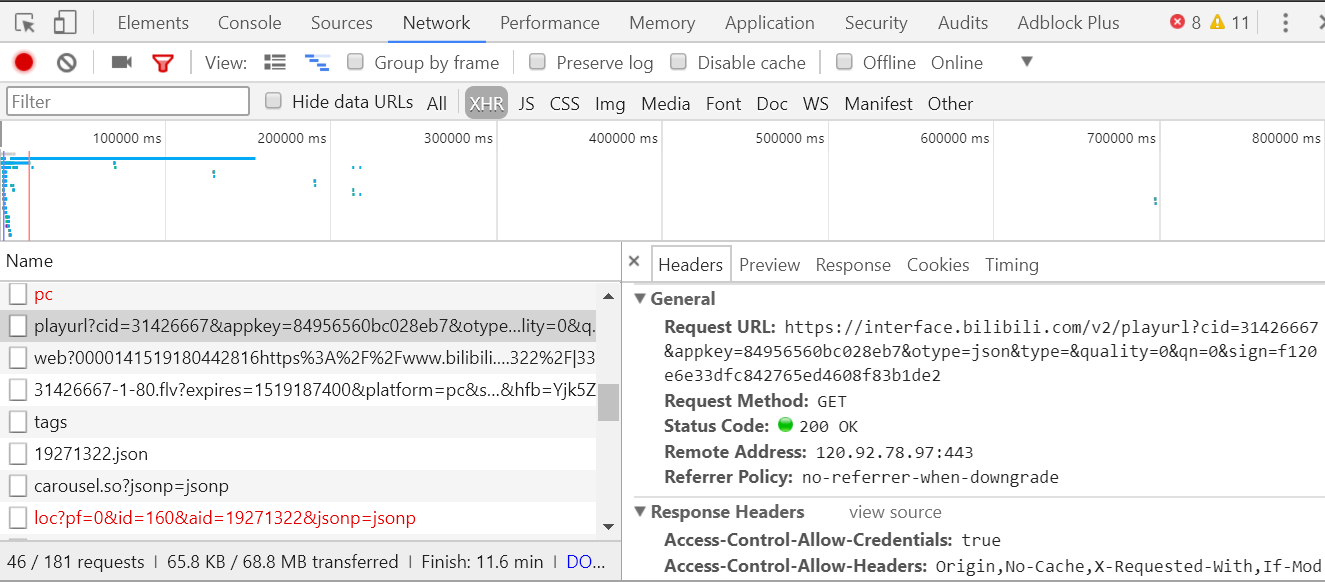 Elements Console Sources Network Performance Memory Application Security Audits Adblock Plus 8 11
View: Group by frame Preserve log Disable cache Offline Online
Filter Hide data URLs All XHR JS CSS Img Media Font Doc WS Manifest Other
100000 ms 200000 ms 300000 ms 400000 ms 500000 ms 600000 ms 700000 ms 800000 ms
Name
pc
playurl?cid=31426667&appkey=84956560bc028eb7&otype...lity=0&q.
web?0000141519180442816https%3A%2F%2Fwww.bilibili....322%2F|33
31426667-1-80.flv?expires=1519187400&platform=pc&s...&hfb=Yjk5Z
tags
19271322.json
carousel.so?jsonp=jsonp
loc?pf=0&id=160&aid=19271322&jsonp=jsonp
46 / 181 requests | 65.8 KB / 68.8 MB transferred | Finish: 11.6 min | DO...
× Headers Preview Response Cookies Timing
General
Request URL: https://interface.bilibili.com/v2/playurl?cid=31426667
&appkey=84956560bc028eb7&otype=json&type=&quality=0&qn=0&sign=f120
e6e33dfc842765ed4608f83b1de2
Request Method: GET
Status Code: 200 OK
Remote Address: 120.92.78.97:443
Referrer Policy: no-referrer-when-downgrade
Response Headers view source
Access-Control-Allow-Credentials: true
Access-Control-Allow-Headers: Origin,No-Cache,X-Requested-With,If-Mod